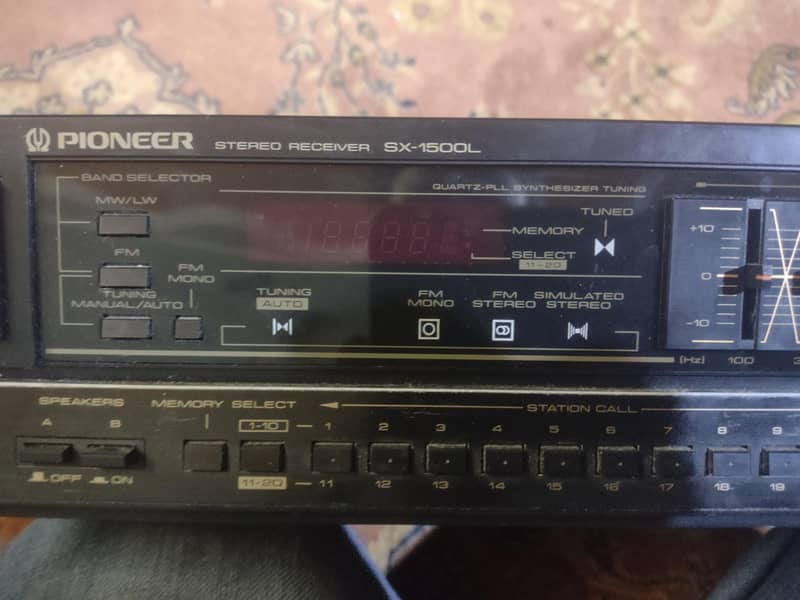 PIONEER STEREO RECEIVER SX-1500L
BAND SELECTOR
QUARTZ-PLL SYNTHESIZER TUNING
MW/LW
TUNED
MEMORY
+10
FM
SELECT
11-20
FM
MONO
0
TUNING
MANUAL/AUTO
TUNING
AUTO
FM
MONO
FM
STEREO
SIMULATED
STEREO
-10
(Hz) 100
SPEAKERS
MEMORY SELECT
STATION CALL
A B
1-10 1 2 3 4 5 6 7 8 9
OFF ON
11-20 11 12 13 14 15 16 17 18 19